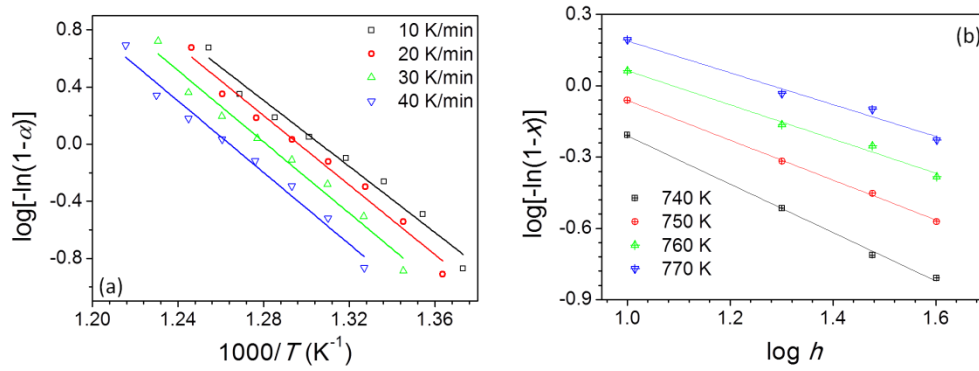 0.8
0.4
0.0
-0.4
-0.8
log[-ln(1-α)]
10 K/min
20 K/min
30 K/min
40 K/min
(a)
1.20 1.24 1.28 1.32 1.36
1000/T (K⁻¹)
0.3
0.0
-0.3
-0.6
-0.9
log[-ln(1-x)]
(b)
740 K
750 K
760 K
770 K
1.0 1.2 1.4 1.6
log h